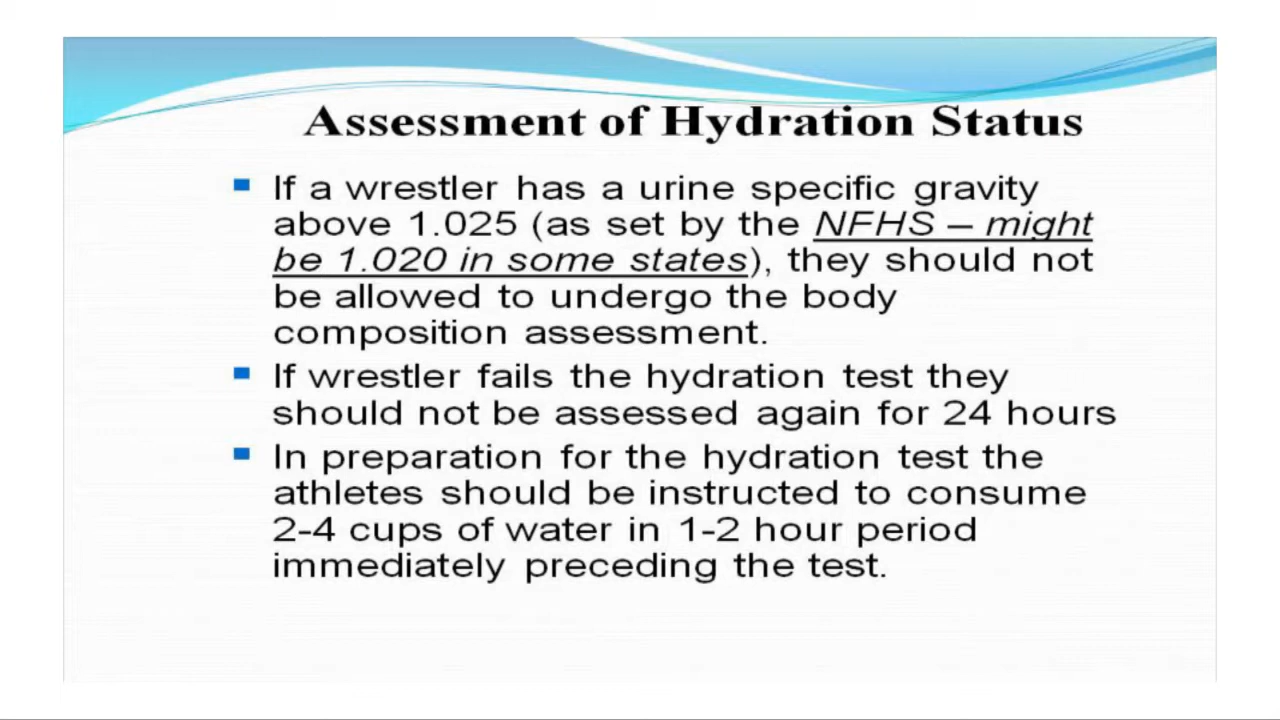 Assessment of Hydration Status
If a wrestler has a urine specific gravity
above 1.025 (as set by the NFHS – might
be 1.020 in some states), they should not
be allowed to undergo the body
composition assessment.
If wrestler fails the hydration test they
should not be assessed again for 24 hours
In preparation for the hydration test the
athletes should be instructed to consume
2-4 cups of water in 1-2 hour period
immediately preceding the test.